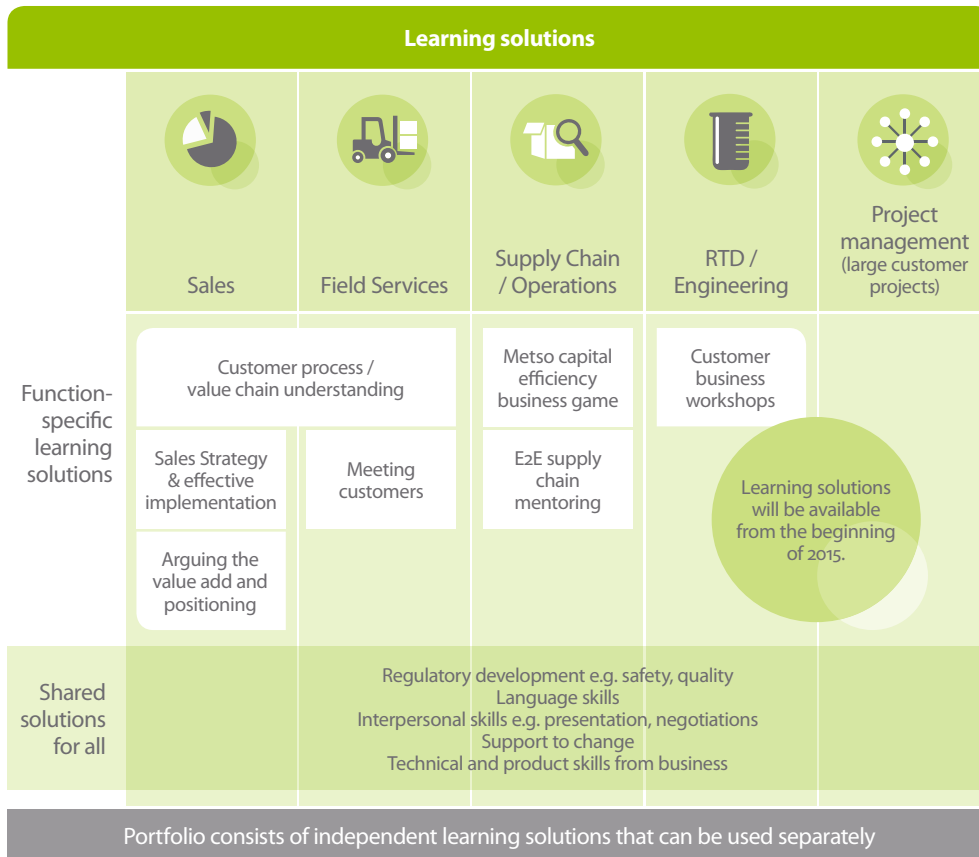 Learning solutions
Sales
Field Services
Supply Chain
/ Operations
RTD /
Engineering
Project
management
(large customer
projects)
Function-
specific
learning
solutions
Customer process /
value chain understanding
Metso capital
efficiency
business game
Customer
business
workshops
Sales Strategy
& effective
implementation
Meeting
customers
E2E supply
chain
mentoring
Learning solutions
will be available
from the beginning
of 2015.
Arguing the
value add and
positioning
Shared
solutions
for all
Regulatory development e.g. safety, quality
Language skills
Interpersonal skills e.g. presentation, negotiations
Support to change
Technical and product skills from business
Portfolio consists of independent learning solutions that can be used separately